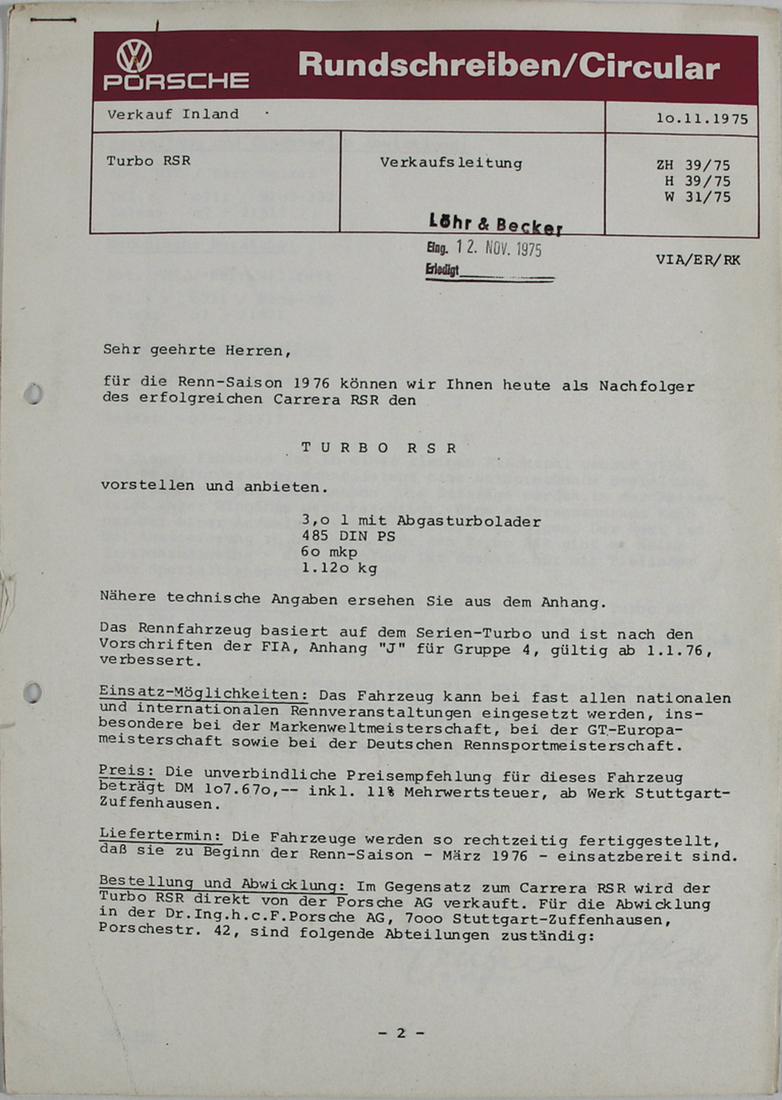 VW
PORSCHE
Rundschreiben/Circular
Verkauf Inland
lo.11.1975
Turbo RSR
Verkaufsleitung
ZH 39/75
H 39/75
W 31/75
Löhr & Becker
Eing. 12. NOV. 1975
Erledigt
VIA/ER/RK
Sehr geehrte Herren,
für die Renn-Saison 1976 können wir Ihnen heute als Nachfolger
des erfolgreichen Carrera RSR den
T U R B O  R S R
vorstellen und anbieten.
3,o l mit Abgasturbolader
485 DIN PS
6o mkp
1.12o kg
Nähere technische Angaben ersehen Sie aus dem Anhang.
Das Rennfahrzeug basiert auf dem Serien-Turbo und ist nach den
Vorschriften der FIA, Anhang "J" für Gruppe 4, gültig ab 1.1.76,
verbessert.
Einsatz-Möglichkeiten: Das Fahrzeug kann bei fast allen nationalen
und internationalen Rennveranstaltungen eingesetzt werden, ins-
besondere bei der Markenweltmeisterschaft, bei der GT-Europa-
meisterschaft sowie bei der Deutschen Rennsportmeisterschaft.
Preis: Die unverbindliche Preisempfehlung für dieses Fahrzeug
beträgt DM lo7.67o,-- inkl. 11% Mehrwertsteuer, ab Werk Stuttgart-
Zuffenhausen.
Liefertermin: Die Fahrzeuge werden so rechtzeitig fertiggestellt,
daß sie zu Beginn der Renn-Saison - März 1976 - einsatzbereit sind.
Bestellung und Abwicklung: Im Gegensatz zum Carrera RSR wird der
Turbo RSR direkt von der Porsche AG verkauft. Für die Abwicklung
in der Dr.Ing.h.c.F.Porsche AG, 7ooo Stuttgart-Zuffenhausen,
Porschestr. 42, sind folgende Abteilungen zuständig:
- 2 -